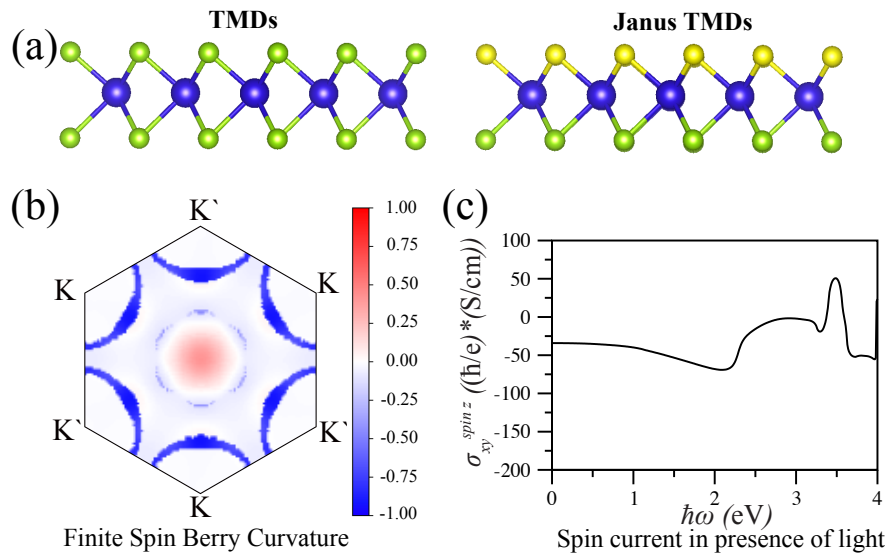 TMDs
Janus TMDs
(a)
(b)
K`
K
K`
K`
K`
K
K
1.00
0.75
0.50
0.25
0.00
-0.25
-0.50
-0.75
-1.00
Finite Spin Berry Curvature
(c)
100
50
0
-50
-100
-150
-200
σxy^spin z ((ħ/e)*(S/cm))
0
1
2
3
4
ħω (eV)
Spin current in presence of light